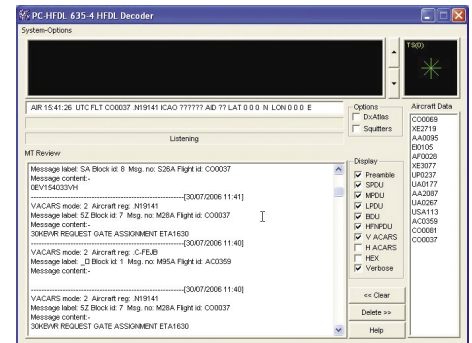 PC-HFDL 635-4 HFDL Decoder
System-Options
TS(0)
AIR 15:41:26 UTC FLT CO0037 .N19141 ICAO ?????? AID ?? LAT 0 0 0 N LON 0 0 0 E
Listening
MT Review
Message label: SA Block id: 8 Msg. no: S26A Flight id: CO0037
Message content:-
0EV154033VH
----------------------------------------------------------[30/07/2006 11:41]
VACARS mode: 2 Aircraft reg: .N19141
Message label: 5Z Block id: 7 Msg. no: M28A Flight id: CO0037
Message content:-
30KEWR REQUEST GATE ASSIGNMENT ETA1630
----------------------------------------------------------[30/07/2006 11:40]
VACARS mode: 2 Aircraft reg: .C-FEJB
Message label: _□ Block id: 1 Msg. no: M95A Flight id: AC0359
Message content:-
----------------------------------------------------------[30/07/2006 11:40]
VACARS mode: 2 Aircraft reg: .N19141
Message label: 5Z Block id: 7 Msg. no: M28A Flight id: CO0037
Message content:-
30KEWR REQUEST GATE ASSIGNMENT ETA1630
Options
DxAtlas
Squitters
Display
Preamble
SPDU
MPDU
LPDU
BDU
HFNPDU
V ACARS
H ACARS
HEX
Verbose
<< Clear
Delete >>
Help
Aircraft Data
CO0069
XE2719
AA0095
EI0105
AF0028
XE3077
UP0237
UA0177
AA2087
UA0267
USA113
AC0359
CO0081
CO0037